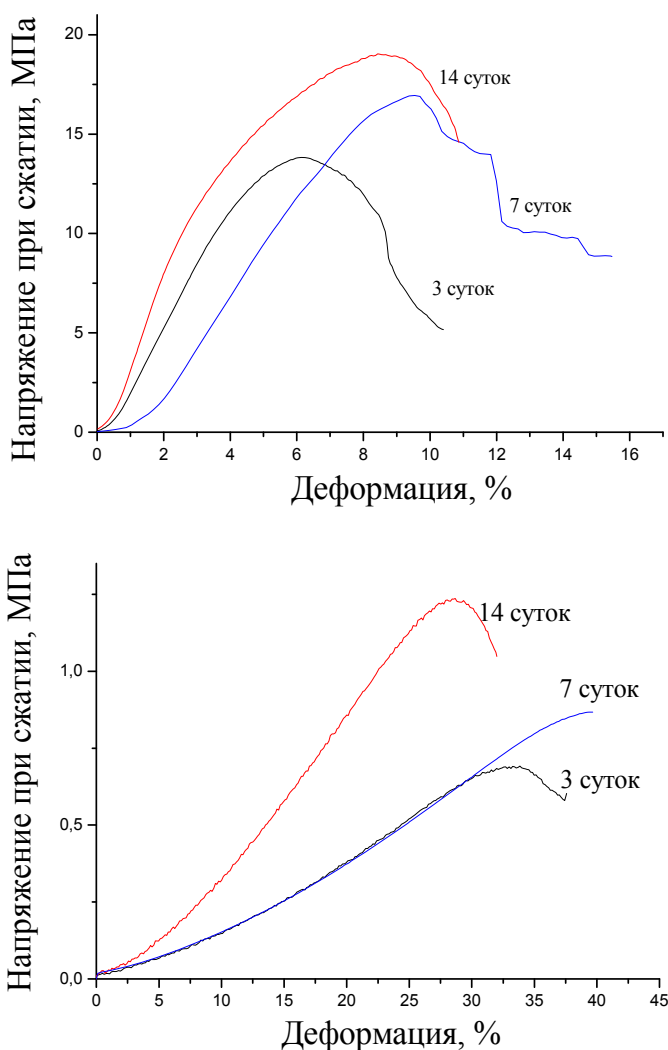 Напряжение при сжатии, МПа
20
15
10
5
0
14 суток
7 суток
3 суток
0 2 4 6 8 10 12 14 16
Деформация, %
Напряжение при сжатии, МПа
1,0
0,5
0,0
14 суток
7 суток
3 суток
0 5 10 15 20 25 30 35 40 45
Деформация, %